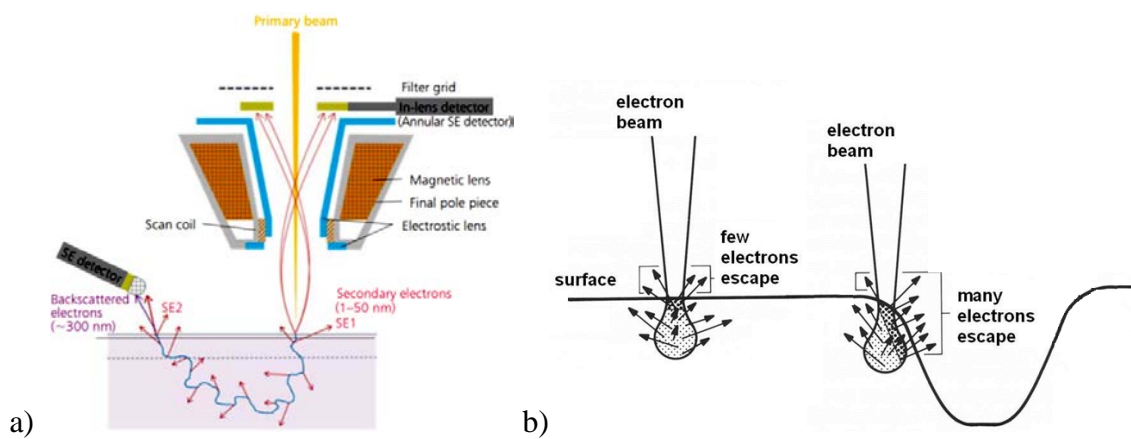 Primary beam
Filter grid
In-lens detector
(Annular SE detector)
Magnetic lens
Final pole piece
Scan coil
Electrostic lens
SE detector
Backscattered
electrons
(~300 nm)
SE2
Secondary electrons
(1–50 nm)
SE1
a)
electron
beam
electron
beam
few
electrons
escape
surface
many
electrons
escape
b)